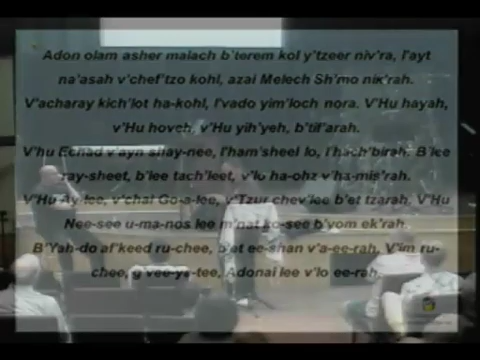 Adon olam asher malach b'terem kol y'tzeer niv'ra, l'ayt
na'asah v'chef'tzo kohl, azai Melech Sh'mo nik'rah.
V'acharay kich'lot ha-kohl, l'vado yim'loch nora. V'Hu hayah,
v'Hu hoveh, v'Hu yih'yeh, b'tif'arah.
V'hu Echad v'ayn shay-nee, l'ham'sheel lo, l'hach'birah. B'lee
ray-sheet, b'lee tach'leet, v'lo ha-ohz v'ha-mis'rah.
V'Hu Ay-lee, v'chai Go-a-lee, v'Tzur chev'lee b'et tzarah. V'Hu
Nee-see u-ma-nos lee m'nat ko-see b'yom ek'rah.
B'Yah-do af'keed ru-chee, b'et ee-shan v'a-ee-rah. V'im ru-
chee, g'vee-ya-tee, Adonai lee v'lo ee-rah.